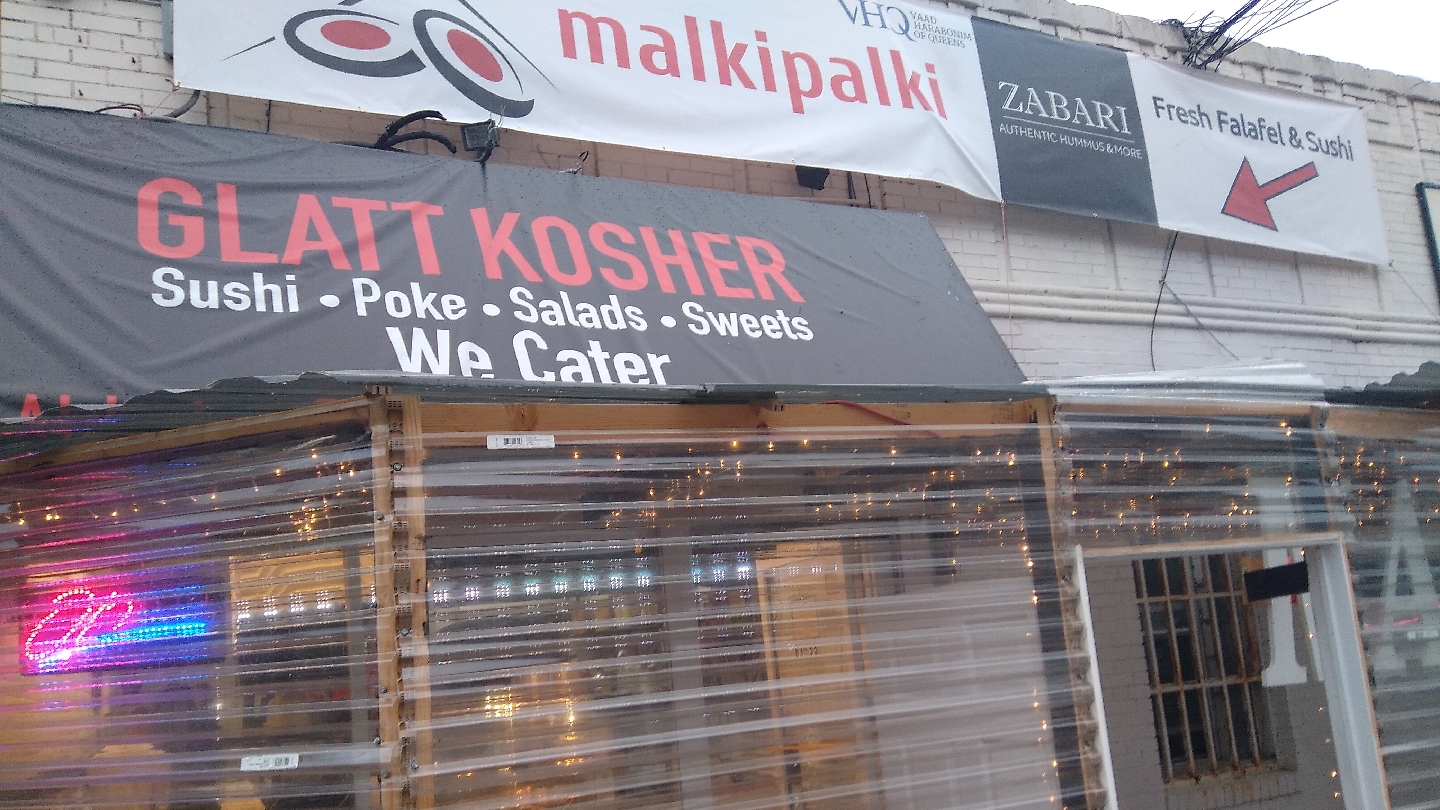 malkipalki
VHQ
VAAD
HARABONIM
OF QUEENS
ZABARI
AUTHENTIC HUMMUS & MORE
Fresh Falafel & Sushi
GLATT KOSHER
Sushi • Poke • Salads • Sweets
We Cater